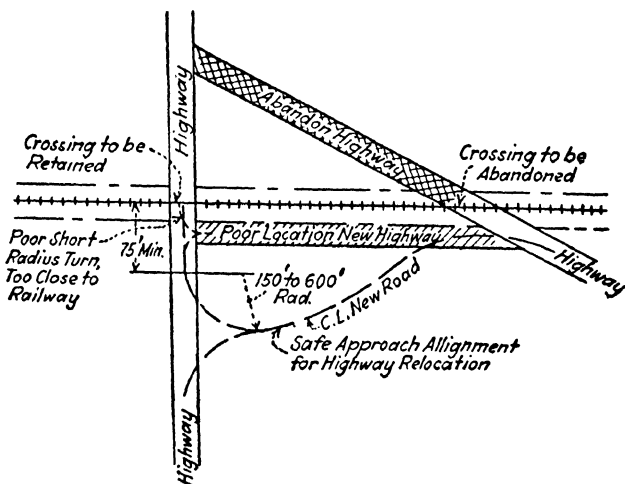 Highway
Abandon Highway
Crossing to be
Retained
Crossing to be
Abandoned
Poor Short
Radius Turn,
Too Close to
Railway
75' Min.
Poor Location New Highway
Highway
150' to 600'
Rad.
C.L. New Road
Safe Approach Allignment
for Highway Relocation
Highway